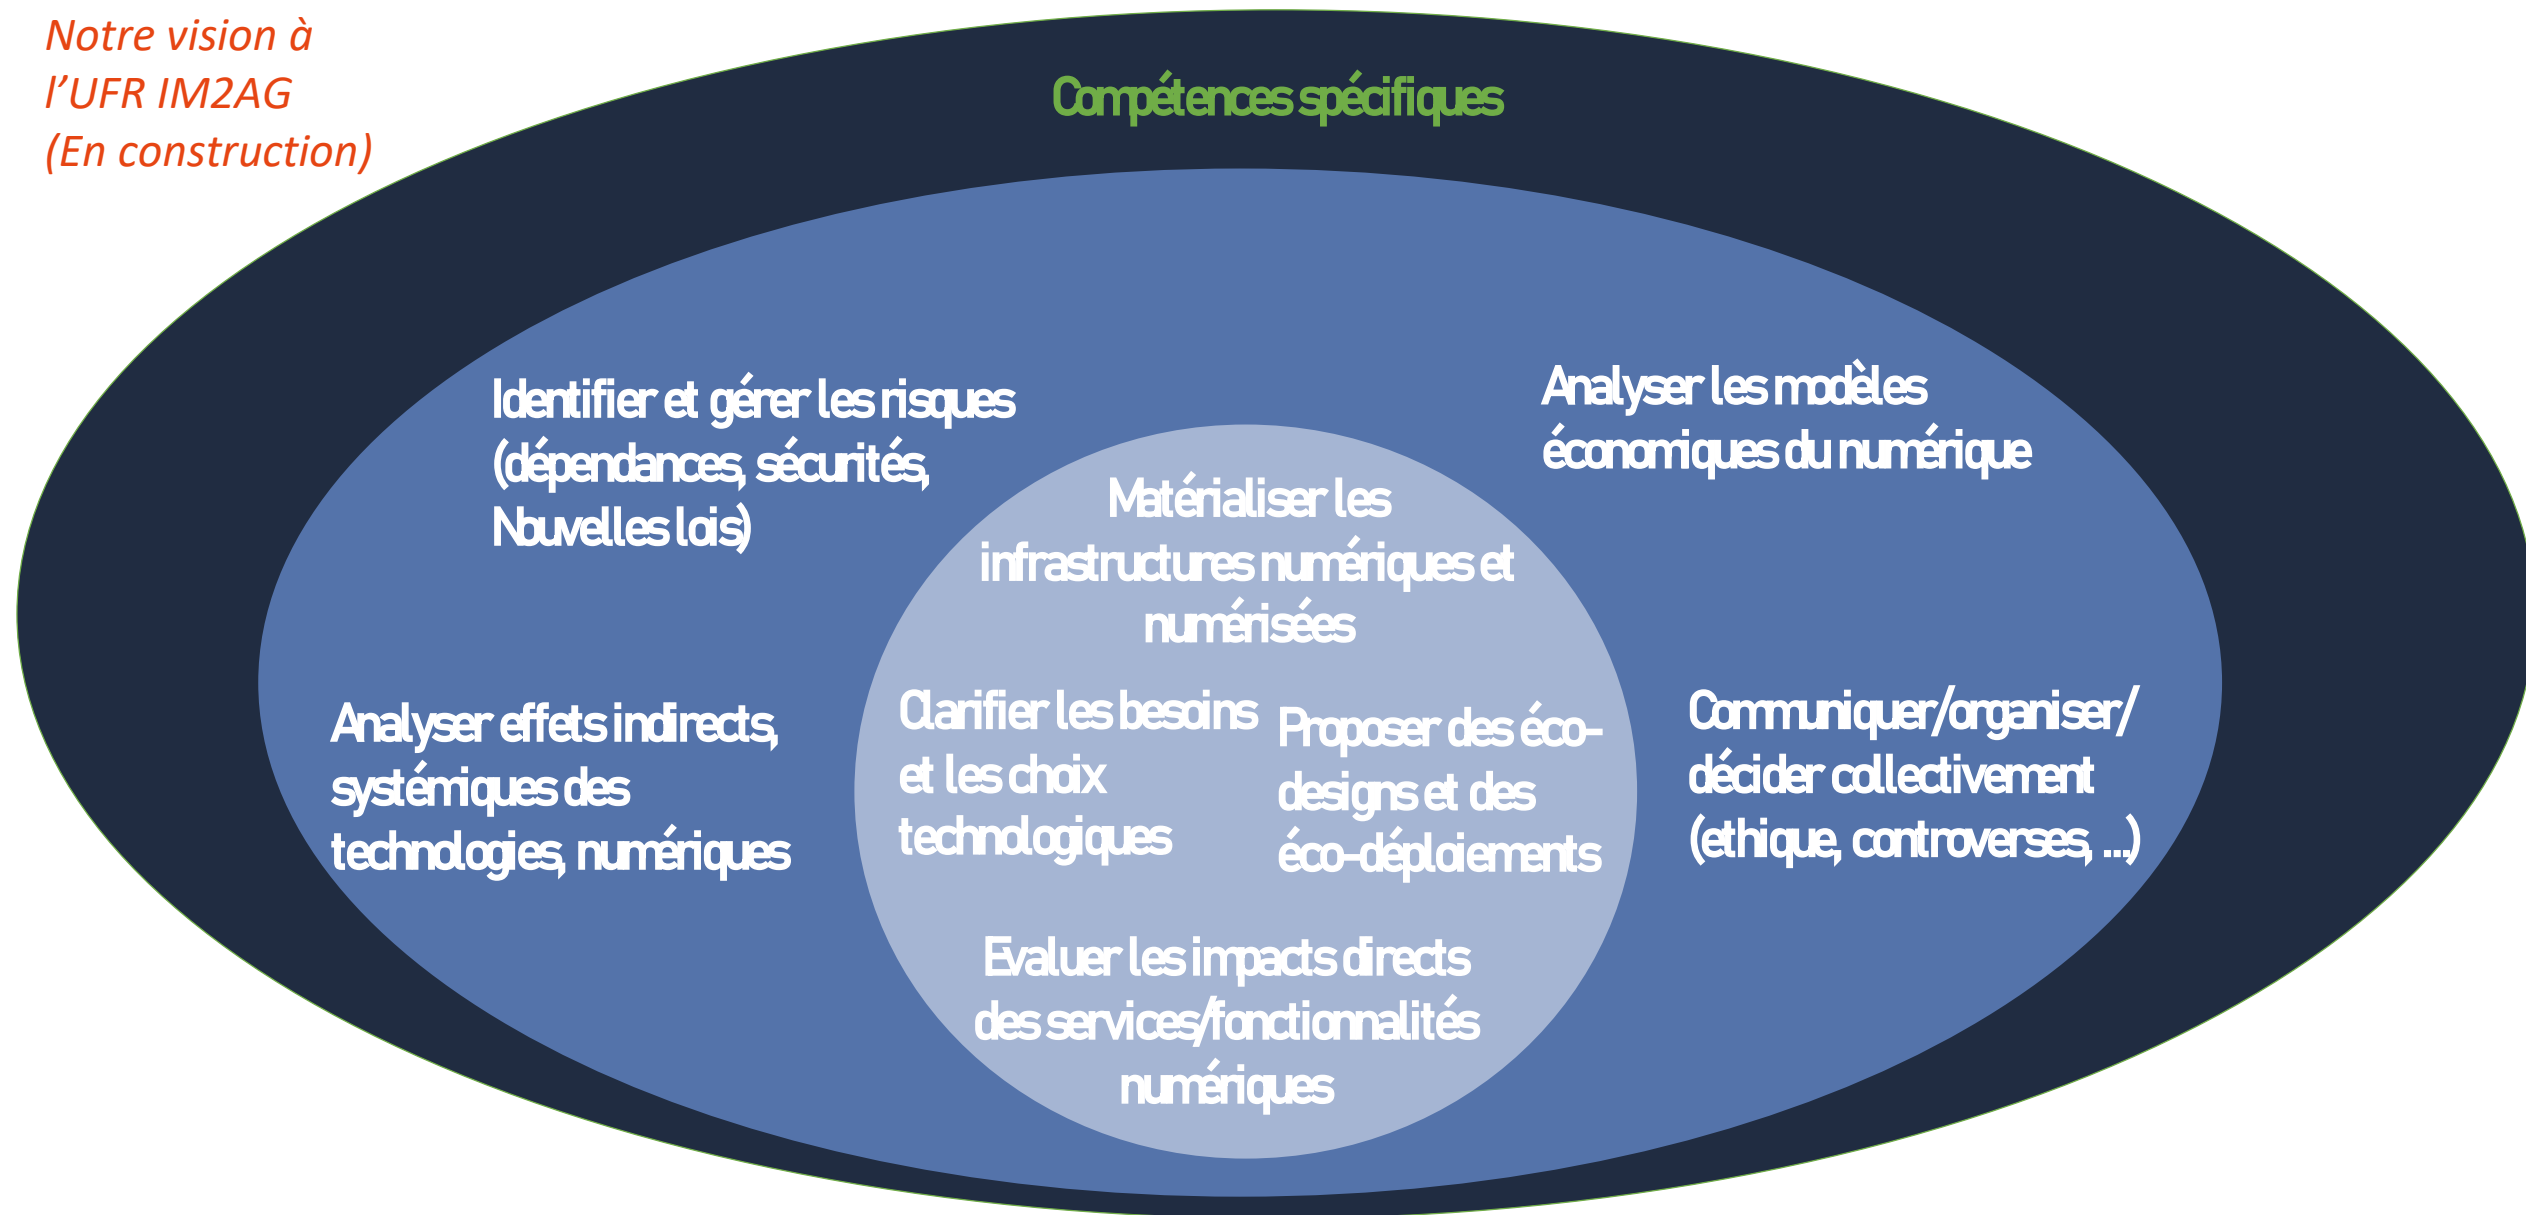 Notre vision à
l’UFR IM2AG
(En construction)
Compétences spécifiques
Identifier et gérer les risques
(dépendances, sécurités,
Nouvelles lois)
Analyser les modèles
économiques du numérique
Matérialiser les
infrastructures numériques et
numérisées
Analyser effets indirects,
systémiques des
technologies, numériques
Clarifier les besoins
et les choix
technologiques
Proposer des éco-
designs et des
éco-déploiements
Communiquer/organiser/
décider collectivement
(ethique, controverses, ...)
Evaluer les impacts directs
des services/fonctionnalités
numériques